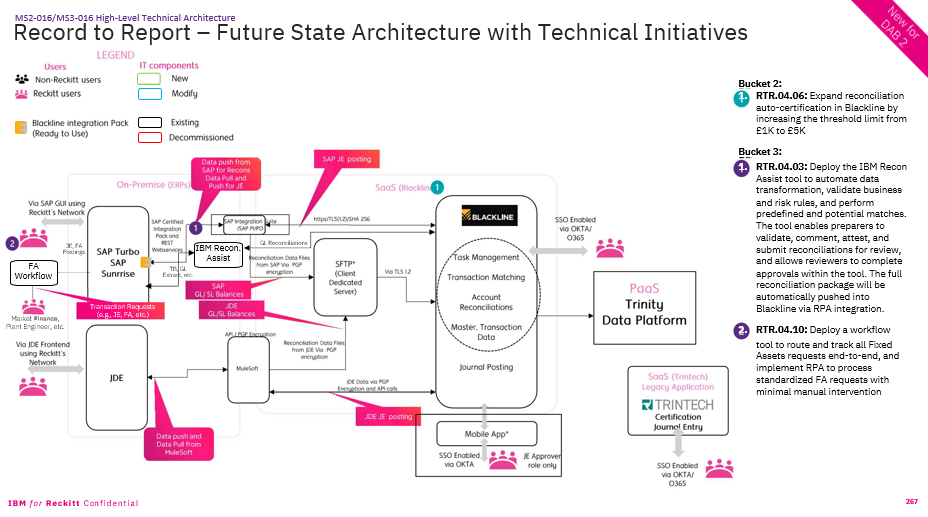 MS2-016/MS3-016 High-Level Technical Architecture
Record to Report – Future State Architecture with Technical Initiatives
New for
DAB 2
LEGEND
Users
IT components
Non-Reckitt users
New
Reckitt users
Modify
Blackline integration Pack
(Ready to Use)
Existing
Decommissioned
Data push from
SAP for Recons
Data Pull and
Push for JE
SAP JE posting
On-Premise (ERPs)
SaaS (Blackline
1
Via SAP GUI using
Reckitt's Network
2
FA
Workflow
JE, FA
Postings
Market Finance,
Plant Engineer, etc.
SAP Turbo
SAP
Sunrrise
SAP Certified
Integration
Pack and
REST
Webservices
1
SAP Integration Suite
/SAP PI/PO
IBM Recon.
Assist
TB, GL
Extract, etc.
https/TLS(1.2)/SHA 256
GL Reconciliations
Reconciliation Data Files
from SAP Via PGP
encryption
SFTP*
(Client
Dedicated
Server)
Via TLS 1.2
SAP
GL/ SL Balances
JDE
GL/SL Balances
Transaction Requests
(e.g., JE, FA, etc.)
Via JDE Frontend
using Reckitt's
Network
JDE
API / PGP Encryption
MuleSoft
Reconciliation Data Files
from JDE Via PGP
encryption
JDE Data via PGP
Encryption and API calls
JDE JE posting
Data push and
Data Pull from
MuleSoft
BLACKLINE
Task Management
Transaction Matching
Account
Reconciliations
Master, Transaction
Data
Journal Posting
SSO Enabled
via OKTA/
O365
PaaS
Trinity
Data Platform
Mobile App*
SSO Enabled
via OKTA
JE Approver
role only
SaaS (Trintech)
Legacy Application
TRINTECH
Certification
Journal Entry
SSO Enabled
via OKTA/
O365
Bucket 2:
1. RTR.04.06: Expand reconciliation
auto-certification in Blackline by
increasing the threshold limit from
£1K to £5K
Bucket 3:
1. RTR.04.03: Deploy the IBM Recon
Assist tool to automate data
transformation, validate business
and risk rules, and perform
predefined and potential matches.
The tool enables preparers to
validate, comment, attest, and
submit reconciliations for review,
and allows reviewers to complete
approvals within the tool. The full
reconciliation package will be
automatically pushed into
Blackline via RPA integration.
2. RTR.04.10: Deploy a workflow
tool to route and track all Fixed
Assets requests end-to-end, and
implement RPA to process
standardized FA requests with
minimal manual intervention
IBM for Reckitt Confidential
267